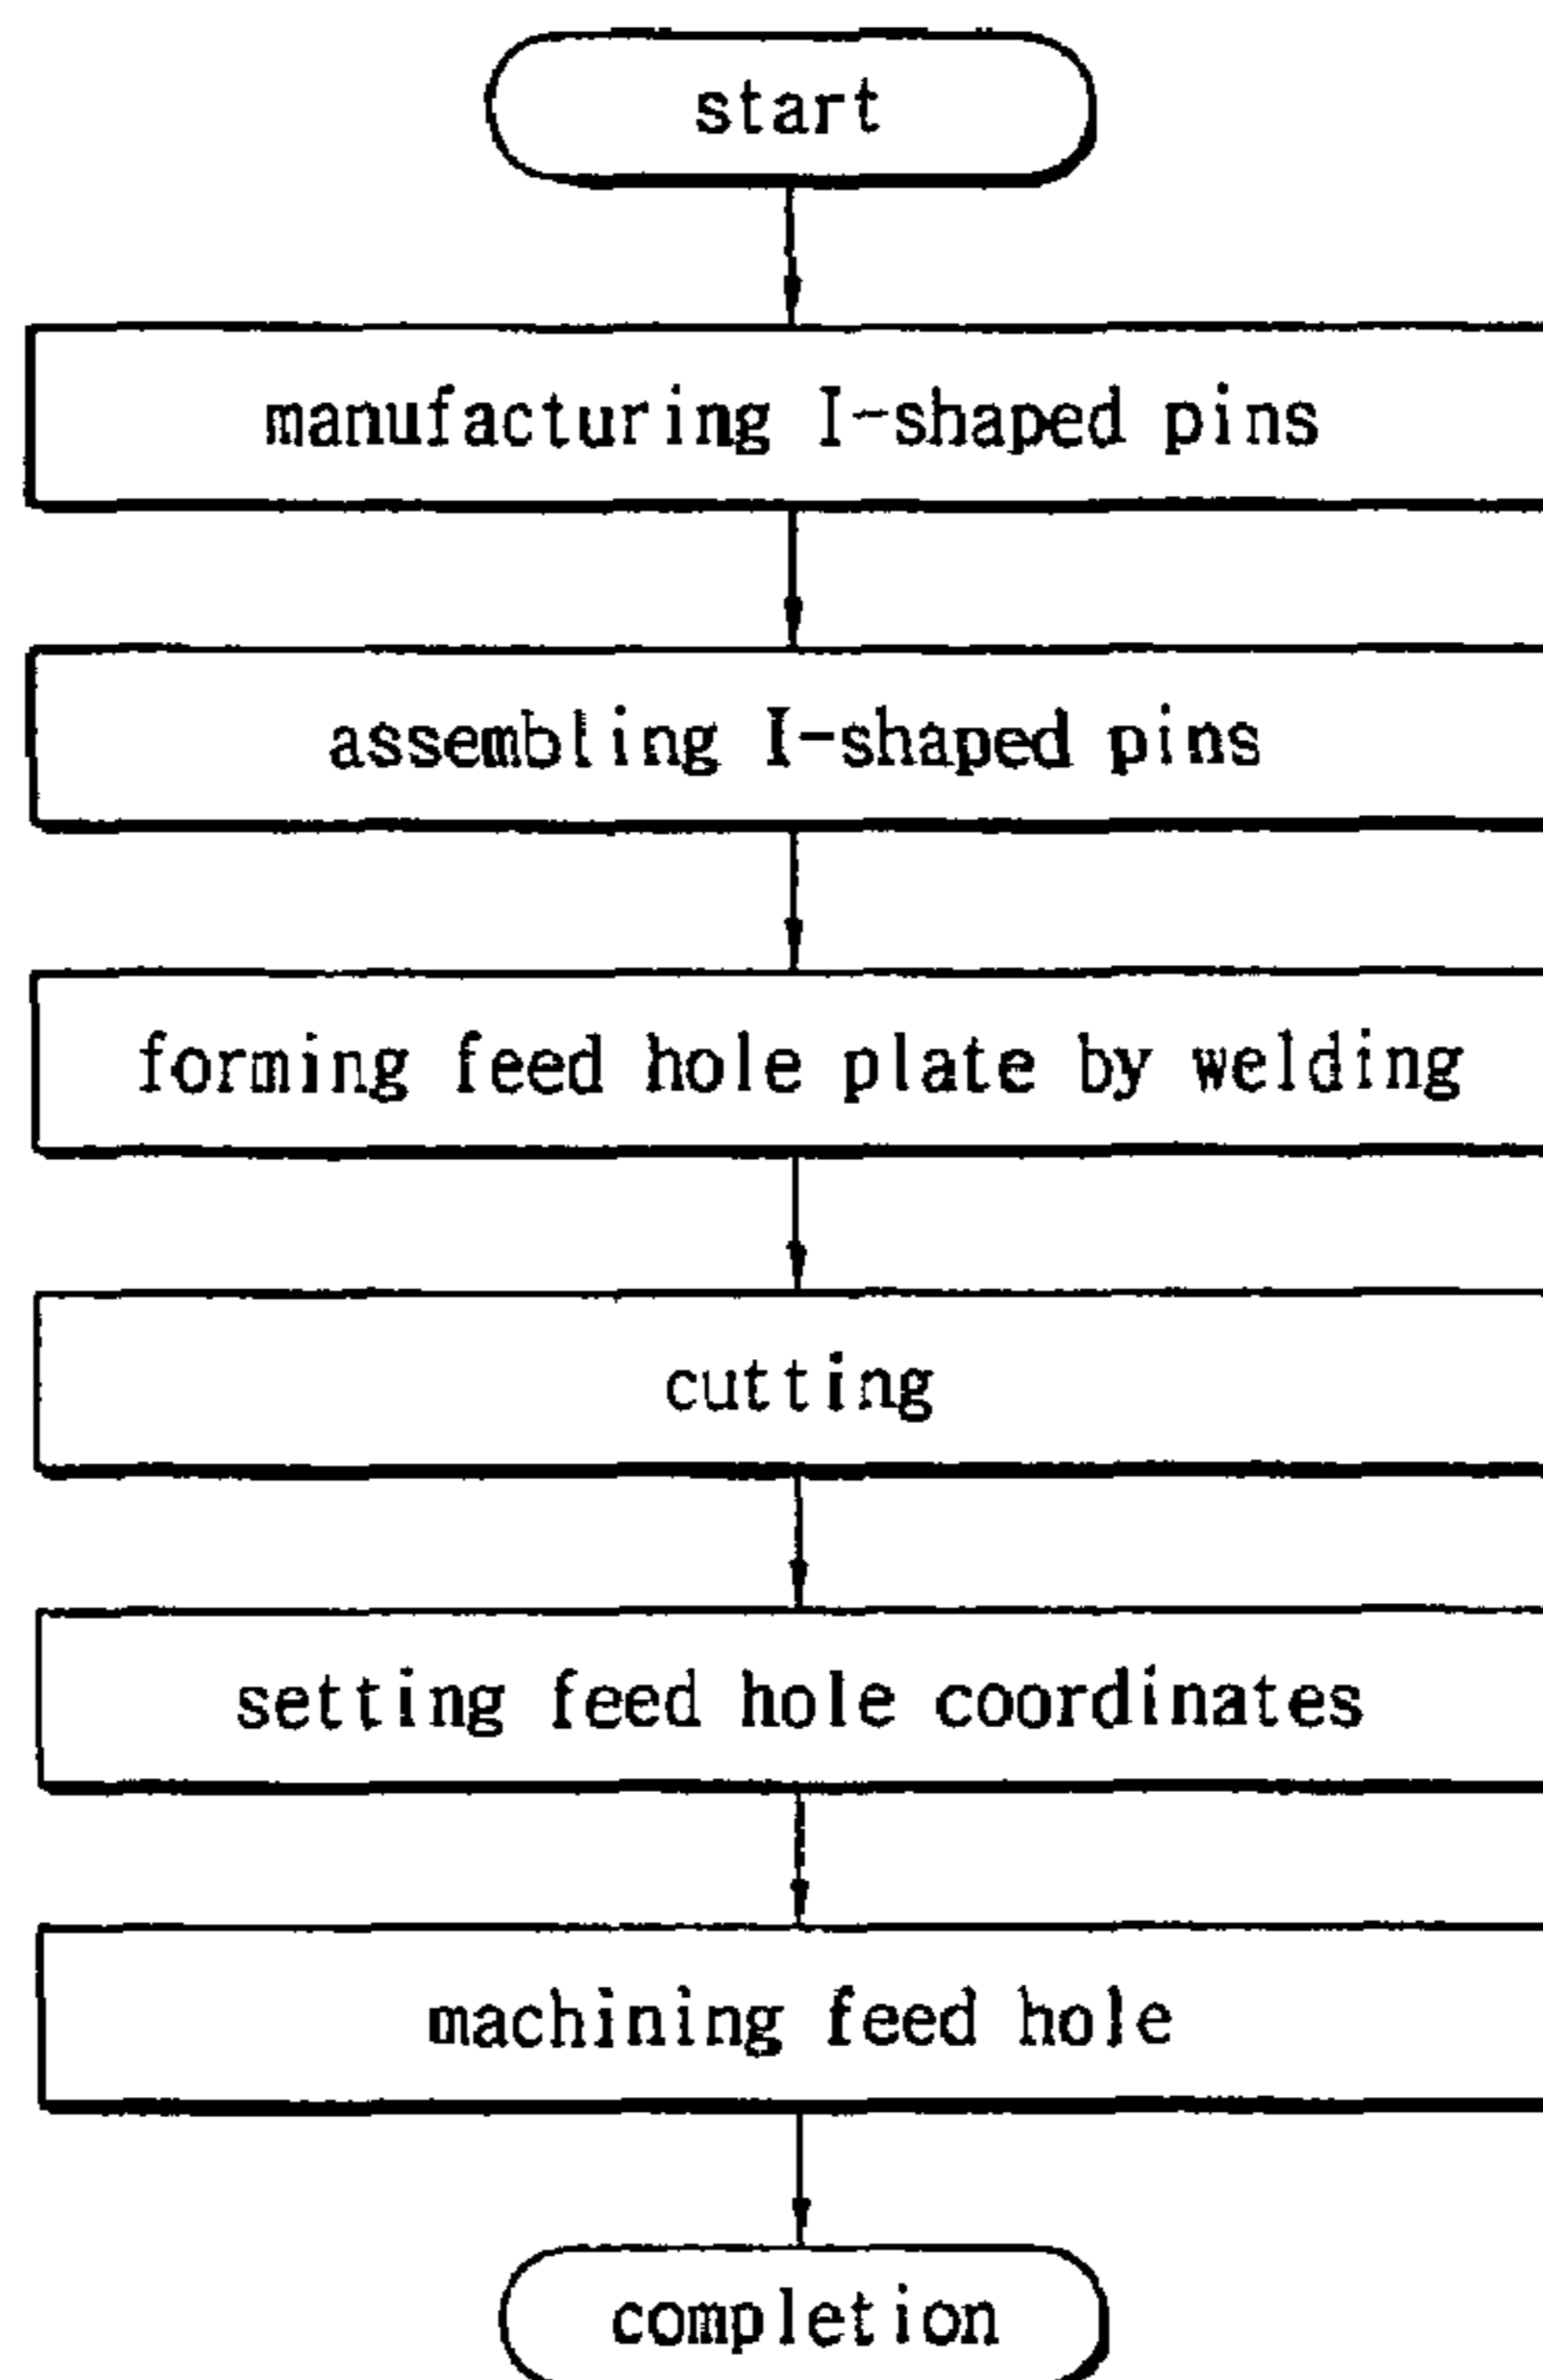 start
manufacturing I-shaped pins
assembling I-shaped pins
forming feed hole plate by welding
cutting
setting feed hole coordinates
machining feed hole
completion